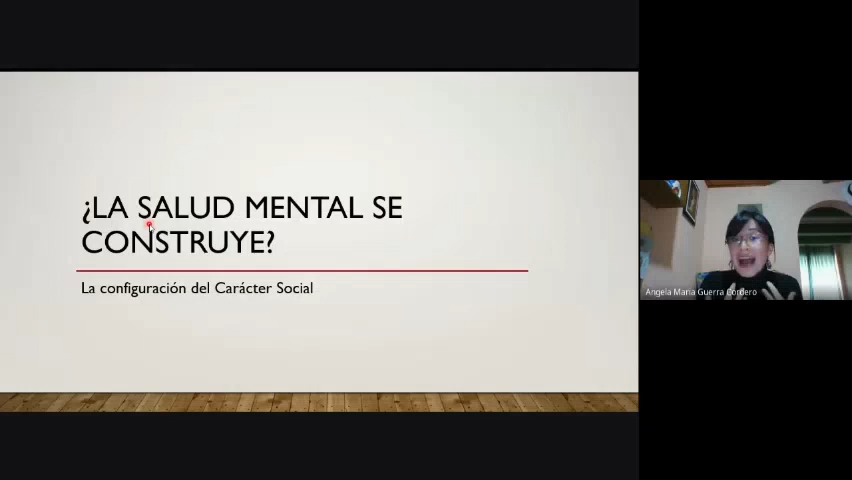 ¿LA SALUD MENTAL SE
CONSTRUYE?
La configuración del Carácter Social
Angela Maria Guerra Cordero